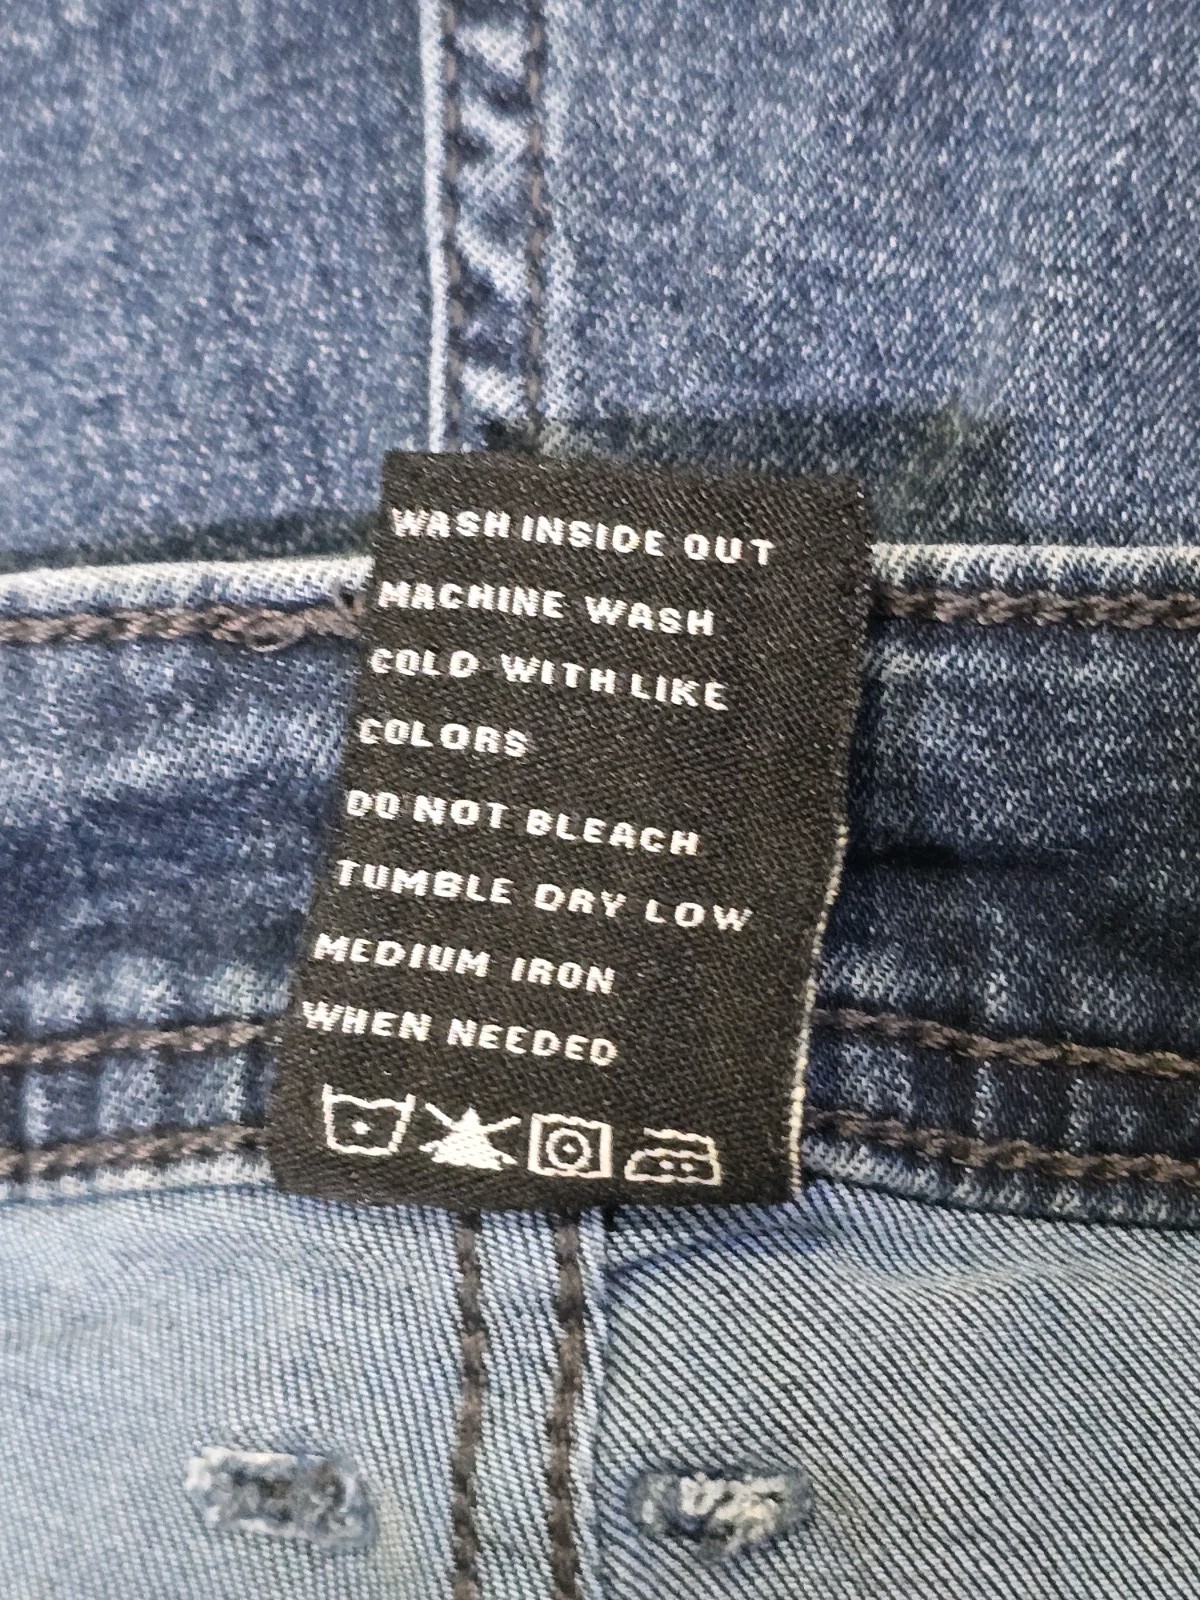 WASH INSIDE OUT
MACHINE WASH
COLD WITH LIKE
COLORS
DO NOT BLEACH
TUMBLE DRY LOW
MEDIUM IRON
WHEN NEEDED